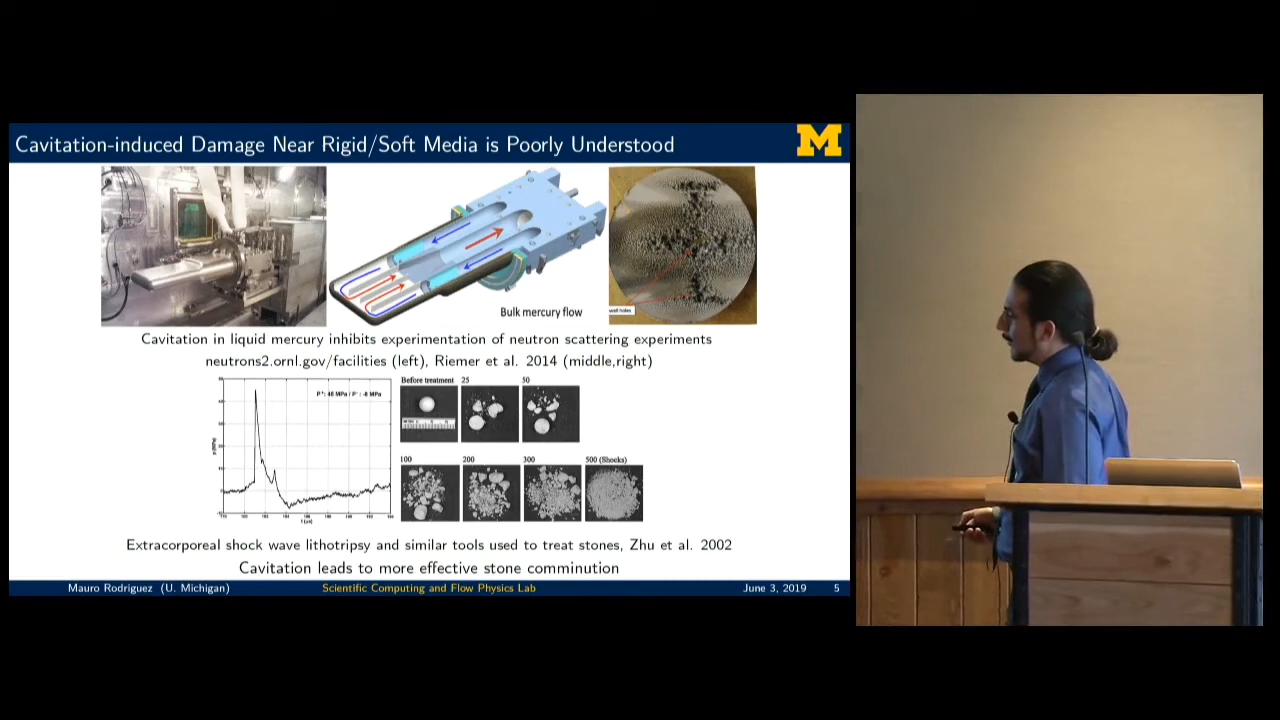 Cavitation-induced Damage Near Rigid/Soft Media is Poorly Understood
M
Bulk mercury flow
Cavitation in liquid mercury inhibits experimentation of neutron scattering experiments
neutrons2.ornl.gov/facilities (left), Riemer et al. 2014 (middle,right)
P⁺: 46 MPa / P⁻: -8 MPa
Before treatment 25 50
100 200 300 500 (Shocks)
Extracorporeal shock wave lithotripsy and similar tools used to treat stones, Zhu et al. 2002
Cavitation leads to more effective stone comminution
Mauro Rodriguez (U. Michigan) Scientific Computing and Flow Physics Lab June 3, 2019 5